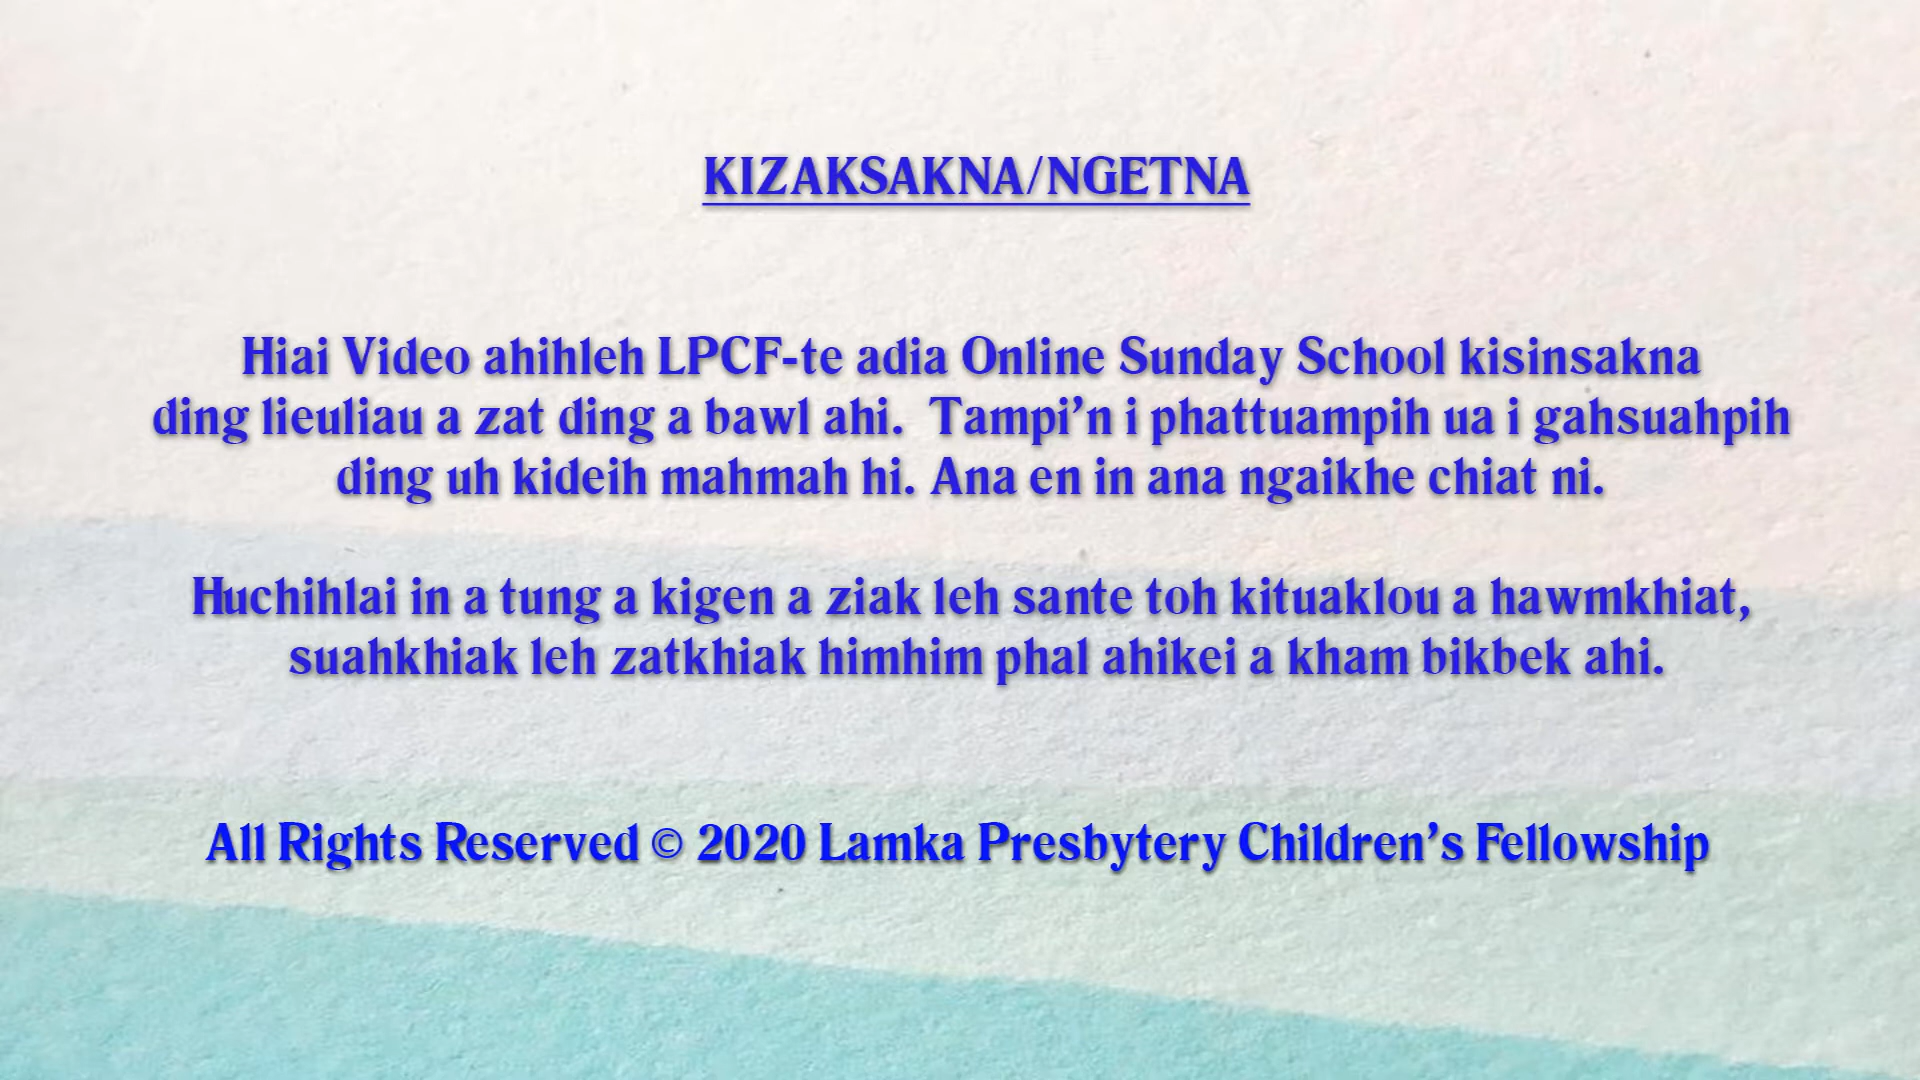 KIZAKSAKNA/NGETNA
Hiai Video ahihleh LPCF-te adia Online Sunday School kisinsakna
ding lieuliau a zat ding a bawl ahi.  Tampi’n i phattuampih ua i gahsuahpih
ding uh kideih mahmah hi. Ana en in ana ngaikhe chiat ni.
Huchihlai in a tung a kigen a ziak leh sante toh kituaklou a hawmkhiat,
suahkhiak leh zatkhiak himhim phal ahikei a kham bikbek ahi.
All Rights Reserved © 2020 Lamka Presbytery Children’s Fellowship